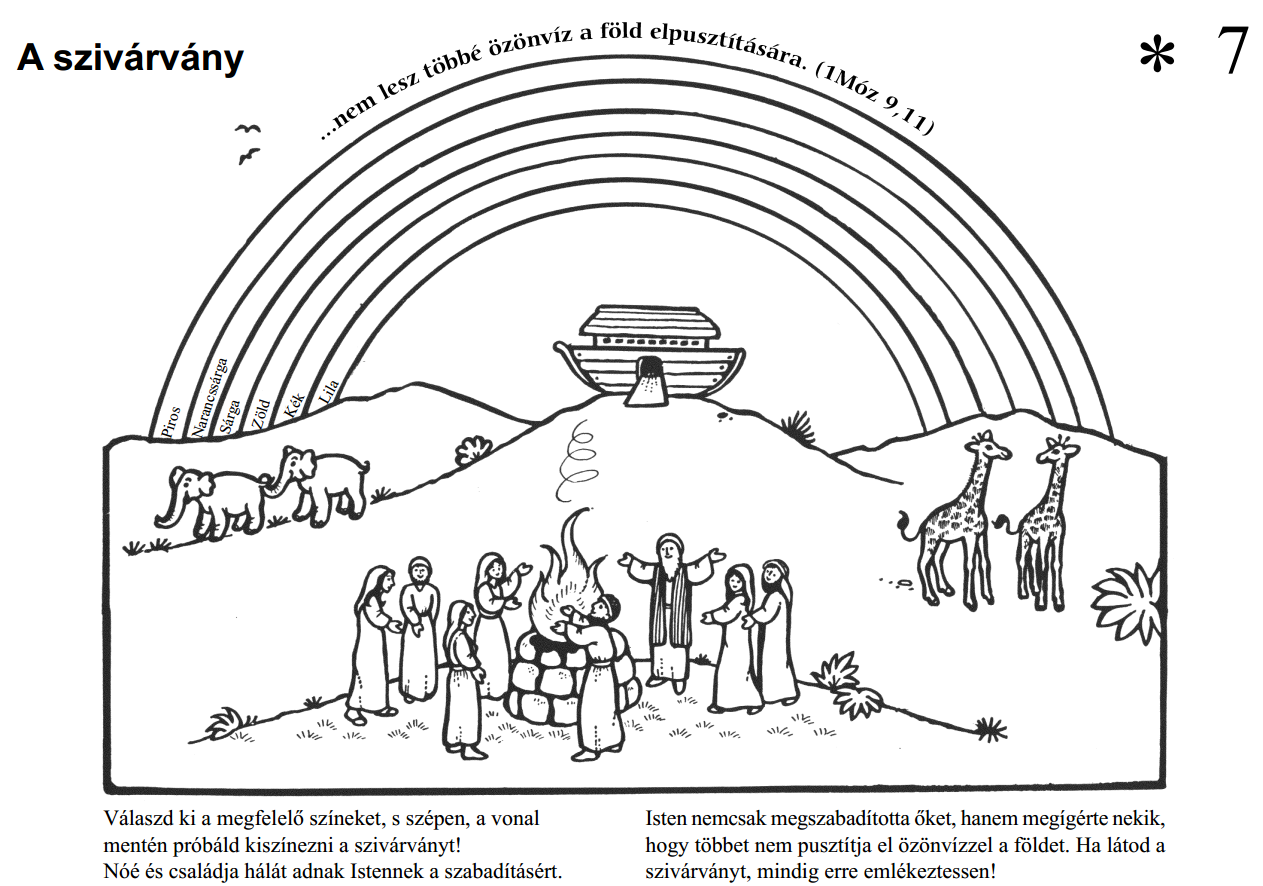 A szivárvány
* 7
...nem lesz többé özönvíz a föld elpusztítására. (1Móz 9,11)
Piros
Narancssárga
Sárga
Zöld
Kék
Lila
Válaszd ki a megfelelő színeket, s szépen, a vonal
mentén próbáld kiszínezni a szivárványt!
Nóé és családja hálát adnak Istennek a szabadításért.
Isten nemcsak megszabadította őket, hanem megígérte nekik,
hogy többet nem pusztítja el özönvízzel a földet. Ha látod a
szivárványt, mindig erre emlékeztessen!